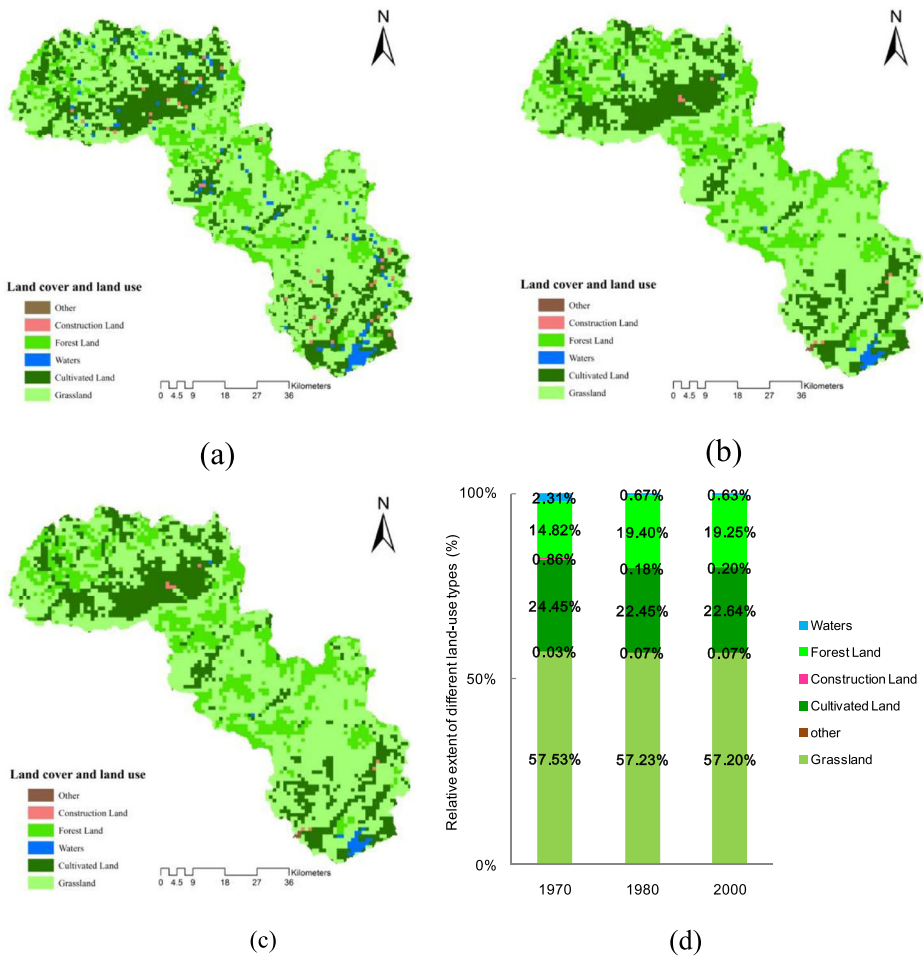 N
Land cover and land use
Other
Construction Land
Forest Land
Waters
Cultivated Land
Grassland
Kilometers
0 4.5 9 18 27 36
(a)
N
Land cover and land use
Other
Construction Land
Forest Land
Waters
Cultivated Land
Grassland
Kilometers
0 4.5 9 18 27 36
(b)
N
Land cover and land use
Other
Construction Land
Forest Land
Waters
Cultivated Land
Grassland
Kilometers
0 4.5 9 18 27 36
(c)
Relative extent of different land-use types (%)
100%
50%
0%
2.31% 0.67% 0.63%
14.82% 19.40% 19.25%
0.86% 0.18% 0.20%
24.45% 22.45% 22.64%
0.03% 0.07% 0.07%
57.53% 57.23% 57.20%
1970 1980 2000
Waters
Forest Land
Construction Land
Cultivated Land
other
Grassland
(d)